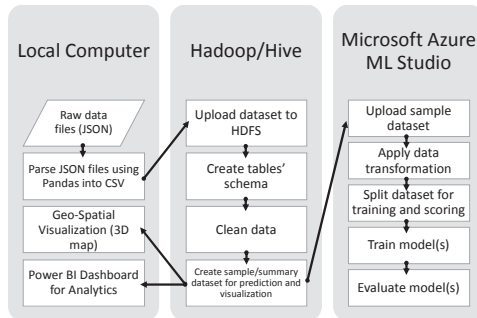 Local Computer
Raw data
files (JSON)
Parse JSON files using
Pandas into CSV
Geo-Spatial
Visualization (3D
map)
Power BI Dashboard
for Analytics
Hadoop/Hive
Upload dataset to
HDFS
Create tables'
schema
Clean data
Create sample/summary
dataset for prediction and
visualization
Microsoft Azure
ML Studio
Upload sample
dataset
Apply data
transformation
Split dataset for
training and scoring
Train model(s)
Evaluate model(s)